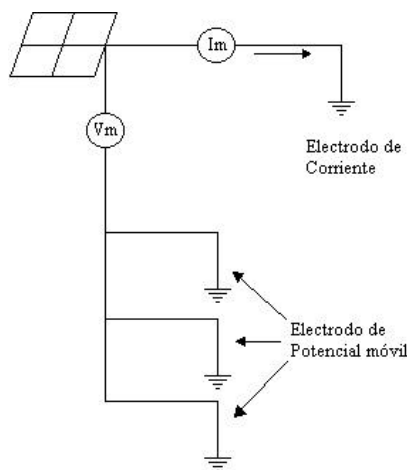 Im
Vm
Electrodo de
Corriente
Electrodo de
Potencial móvil